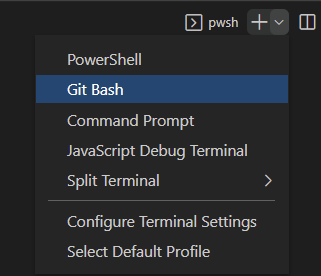 pwsh
PowerShell
Git Bash
Command Prompt
JavaScript Debug Terminal
Split Terminal
Configure Terminal Settings
Select Default Profile